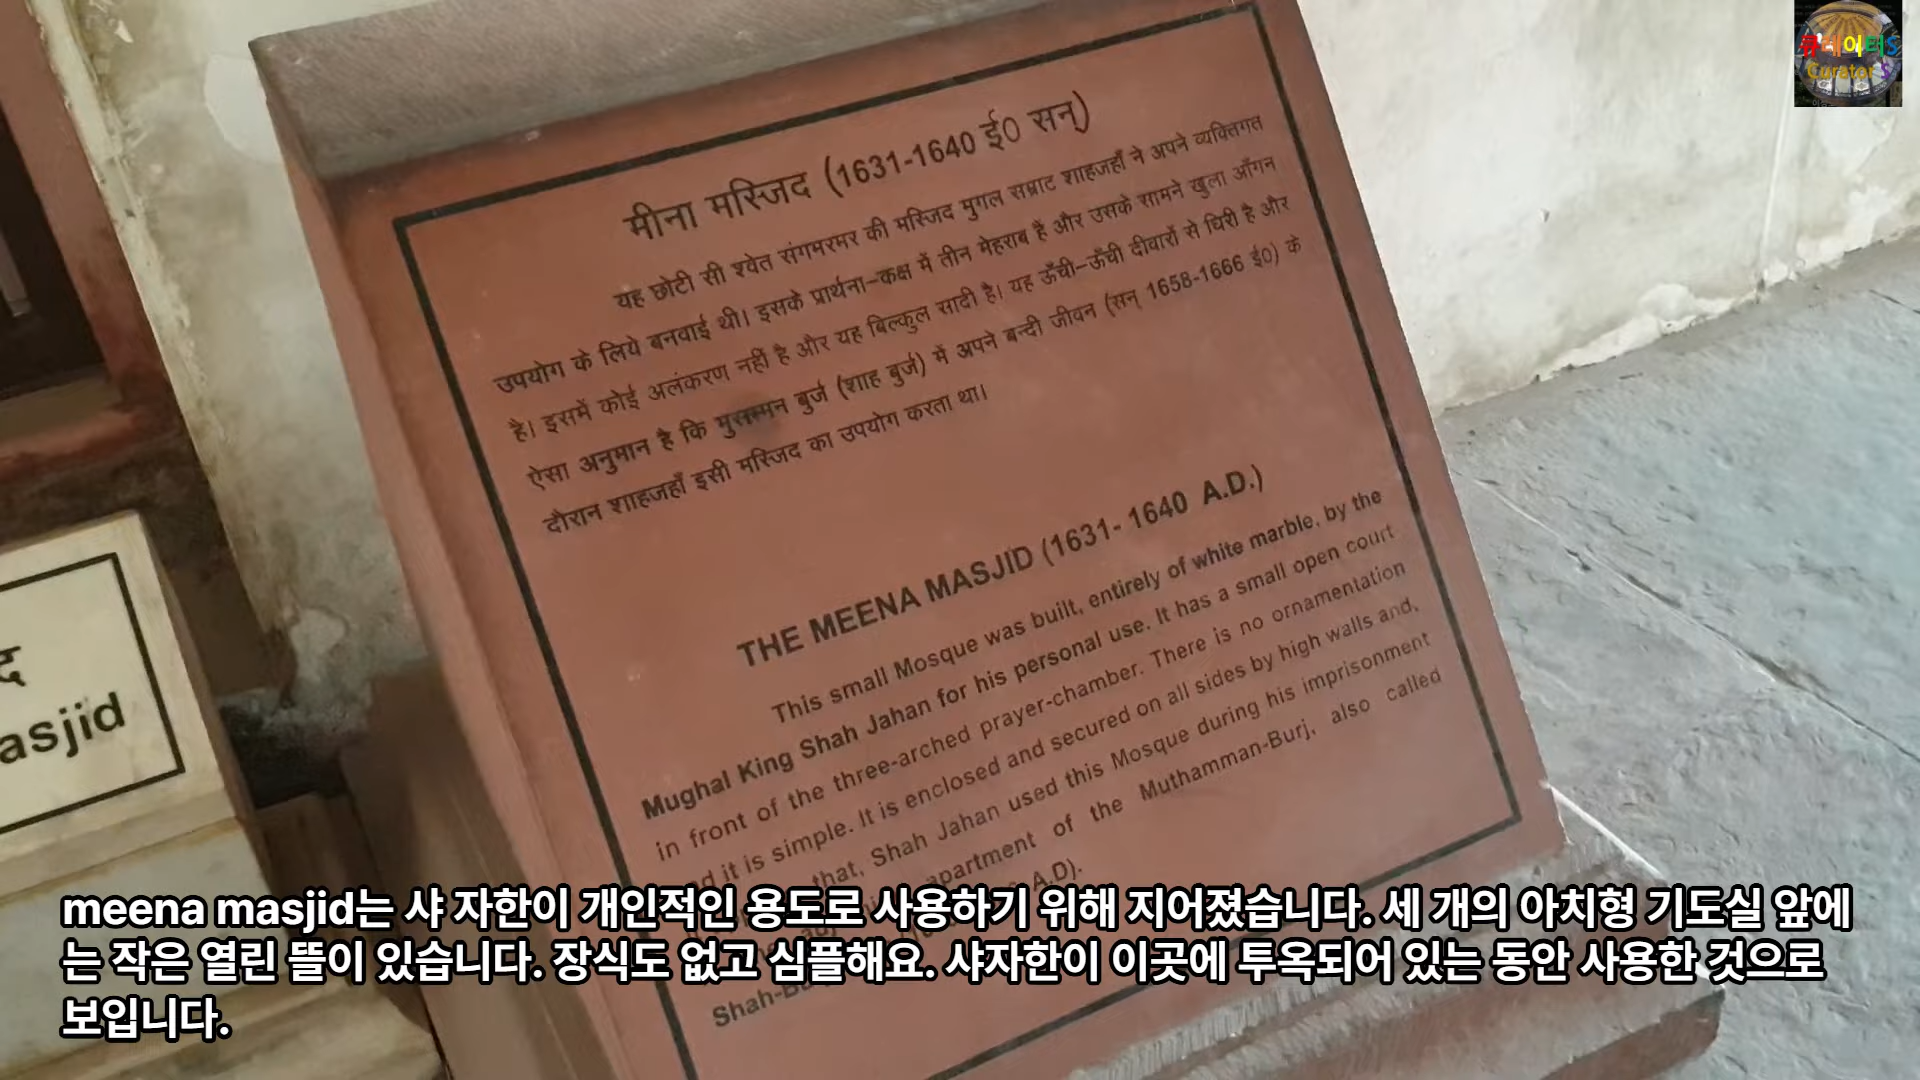 큐레이터S
Curator S
मीना मस्जिद (1631-1640 ई0 सन्)
यह छोटी सी श्वेत संगमरमर की मस्जिद मुगल सम्राट शाहजहाँ ने अपने व्यक्तिगत
उपयोग के लिये बनवाई थी। इसके प्रार्थना-कक्ष में तीन मेहराब हैं और उसके सामने खुला आँगन
है। इसमें कोई अलंकरण नहीं है और यह बिल्कुल सादी है। यह ऊँची-ऊँची दीवारों से घिरी है और
ऐसा अनुमान है कि मुसम्मन बुर्ज (शाह बुर्ज) में अपने बन्दी जीवन (सन् 1658-1666 ई0) के
दौरान शाहजहाँ इसी मस्जिद का उपयोग करता था।
THE MEENA MASJID (1631- 1640 A.D.)
This small Mosque was built, entirely of white marble, by the
Mughal King Shah Jahan for his personal use. It has a small open court
in front of the three-arched prayer-chamber. There is no ornamentation
it is simple. It is enclosed and secured on all sides by high walls and,
that, Shah Jahan used this Mosque during his imprisonment
of the Muthamman-Burj, also called
A.D).
asjid
meena masjid는 샤 자한이 개인적인 용도로 사용하기 위해 지어졌습니다. 세 개의 아치형 기도실 앞에
는 작은 열린 뜰이 있습니다. 장식도 없고 심플해요. 샤자한이 이곳에 투옥되어 있는 동안 사용한 것으로
보입니다.